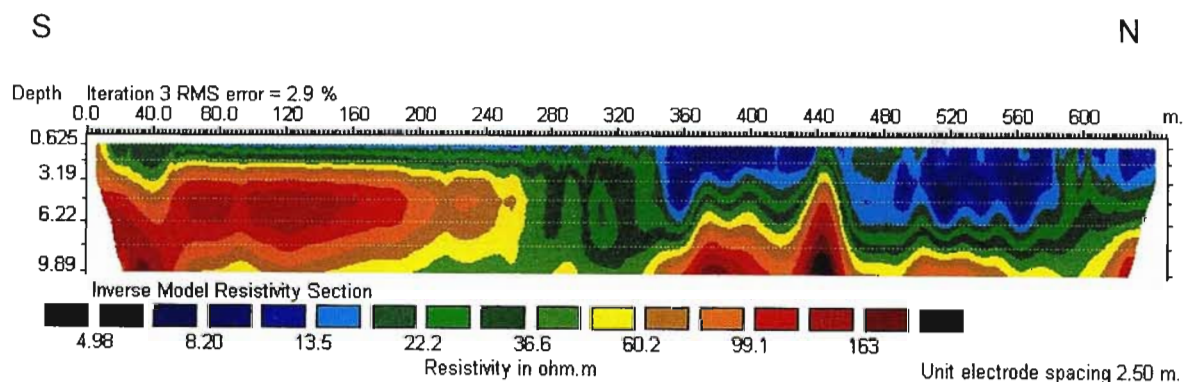 S N
Depth Iteration 3 RMS error = 2.9 %
0.0 40.0 80.0 120 160 200 240 280 320 360 400 440 480 520 560 600 m.
0.625
3.19
6.22
9.89
Inverse Model Resistivity Section
4.98 8.20 13.5 22.2 36.6 60.2 99.1 163
Resistivity in ohm.m
Unit electrode spacing 2.50 m.